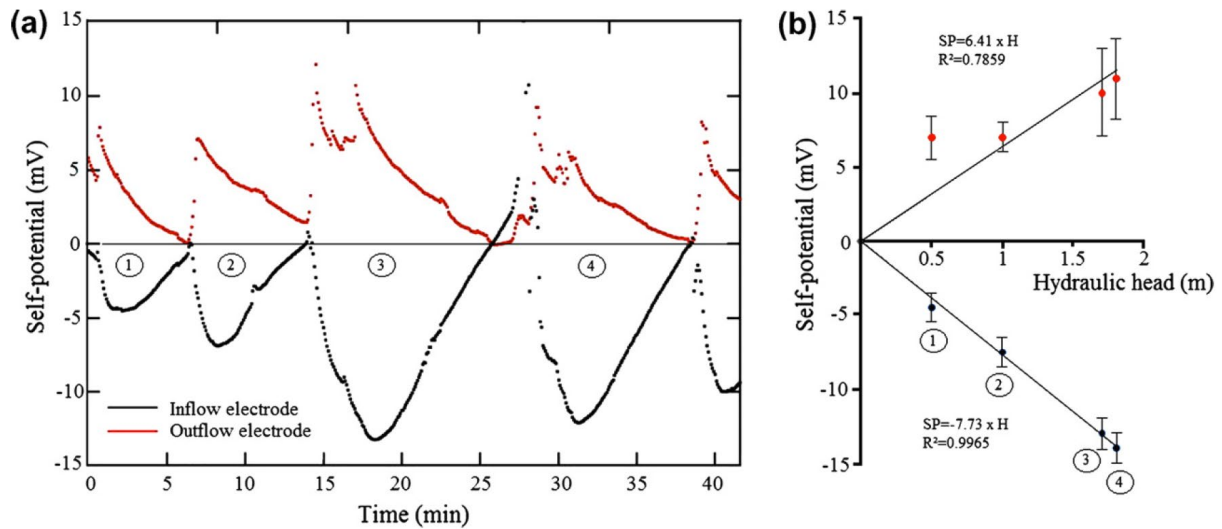 (a)
15
10
5
0
-5
-10
-15
Self-potential (mV)
1
2
3
4
Inflow electrode
Outflow electrode
0
5
10
15
20
25
30
35
40
Time (min)
(b)
15
10
5
0
-5
-10
-15
Self-potential (mV)
SP=6.41 x H
R²=0.7859
0.5
1
1.5
2
Hydraulic head (m)
1
2
3
4
SP=-7.73 x H
R²=0.9965